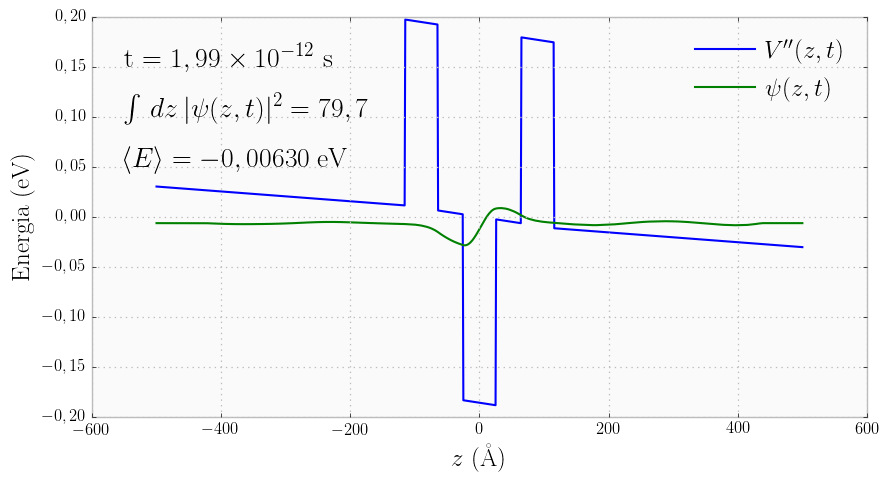 0,20
0,15
0,10
0,05
0,00
−0,05
−0,10
−0,15
−0,20
Energia (eV)
t = 1,99 × 10⁻¹² s
∫ dz |ψ(z,t)|² = 79,7
⟨E⟩ = −0,00630 eV
V″(z,t)
ψ(z,t)
−600 −400 −200 0 200 400 600
z (Å)